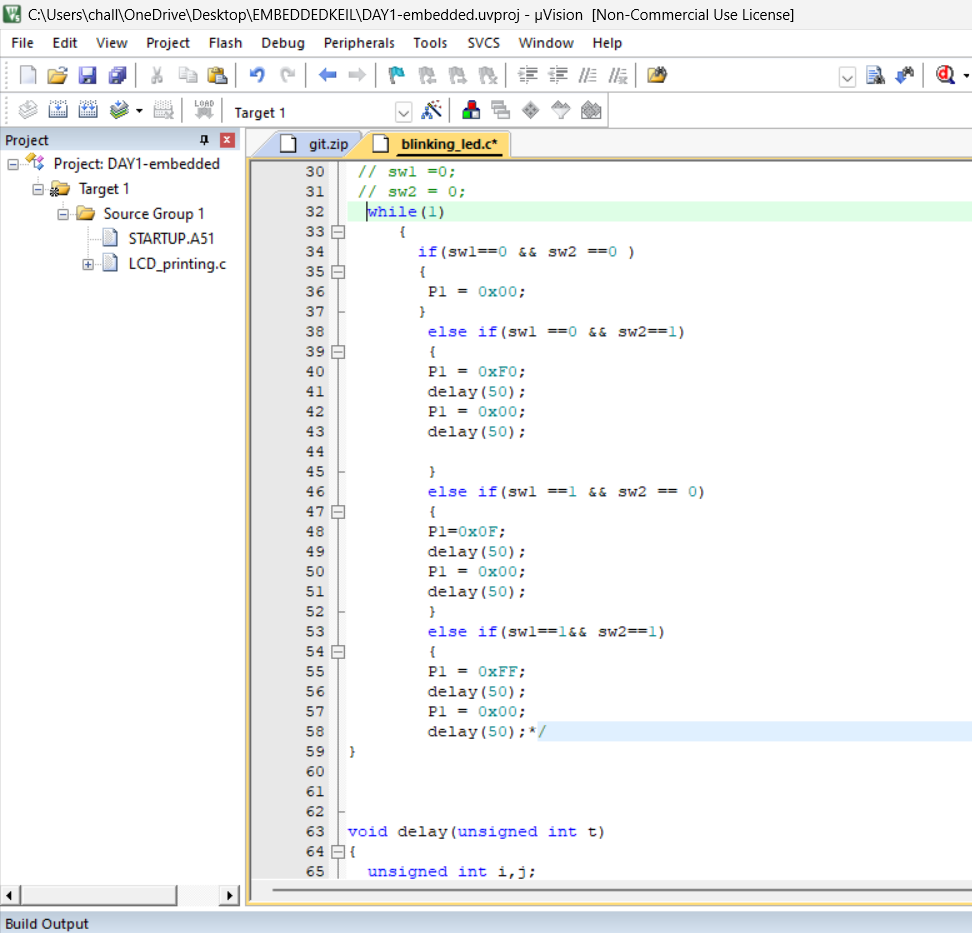 C:\Users\chall\OneDrive\Desktop\EMBEDDEDKEIL\DAY1-embedded.uvproj - µVision [Non-Commercial Use License]
File Edit View Project Flash Debug Peripherals Tools SVCS Window Help
LOAD Target 1
Project
Project: DAY1-embedded
Target 1
Source Group 1
STARTUP.A51
LCD_printing.c
git.zip blinking_led.c*
30 // sw1 =0;
31 // sw2 = 0;
32 while(1)
33 {
34 if(sw1==0 && sw2 ==0 )
35 {
36 P1 = 0x00;
37 }
38 else if(sw1 ==0 && sw2==1)
39 {
40 P1 = 0xF0;
41 delay(50);
42 P1 = 0x00;
43 delay(50);
44
45 }
46 else if(sw1 ==1 && sw2 == 0)
47 {
48 P1=0x0F;
49 delay(50);
50 P1 = 0x00;
51 delay(50);
52 }
53 else if(sw1==1&& sw2==1)
54 {
55 P1 = 0xFF;
56 delay(50);
57 P1 = 0x00;
58 delay(50);*/
59 }
60
61
62
63 void delay(unsigned int t)
64 {
65 unsigned int i,j;
Build Output